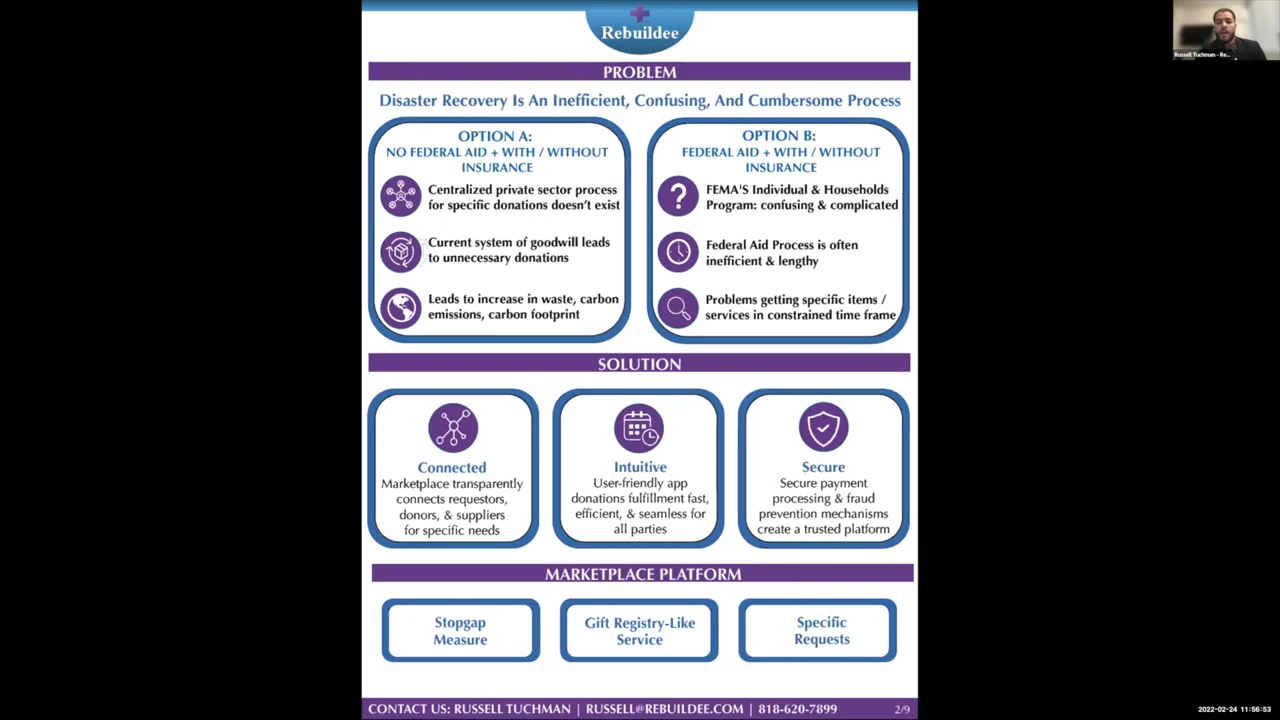 Rebuildee
Russell Tuchman - Re...
PROBLEM
Disaster Recovery Is An Inefficient, Confusing, And Cumbersome Process
OPTION A:
NO FEDERAL AID + WITH / WITHOUT
INSURANCE
Centralized private sector process
for specific donations doesn't exist
Current system of goodwill leads
to unnecessary donations
Leads to increase in waste, carbon
emissions, carbon footprint
OPTION B:
FEDERAL AID + WITH / WITHOUT
INSURANCE
FEMA'S Individual & Households
Program: confusing & complicated
Federal Aid Process is often
inefficient & lengthy
Problems getting specific items /
services in constrained time frame
SOLUTION
Connected
Marketplace transparently
connects requestors,
donors, & suppliers
for specific needs
Intuitive
User-friendly app
donations fulfillment fast,
efficient, & seamless for
all parties
Secure
Secure payment
processing & fraud
prevention mechanisms
create a trusted platform
MARKETPLACE PLATFORM
Stopgap
Measure
Gift Registry-Like
Service
Specific
Requests
CONTACT US: RUSSELL TUCHMAN | RUSSELL@REBUILDEE.COM | 818-620-7899
2/9
2022-02-24 11:56:53